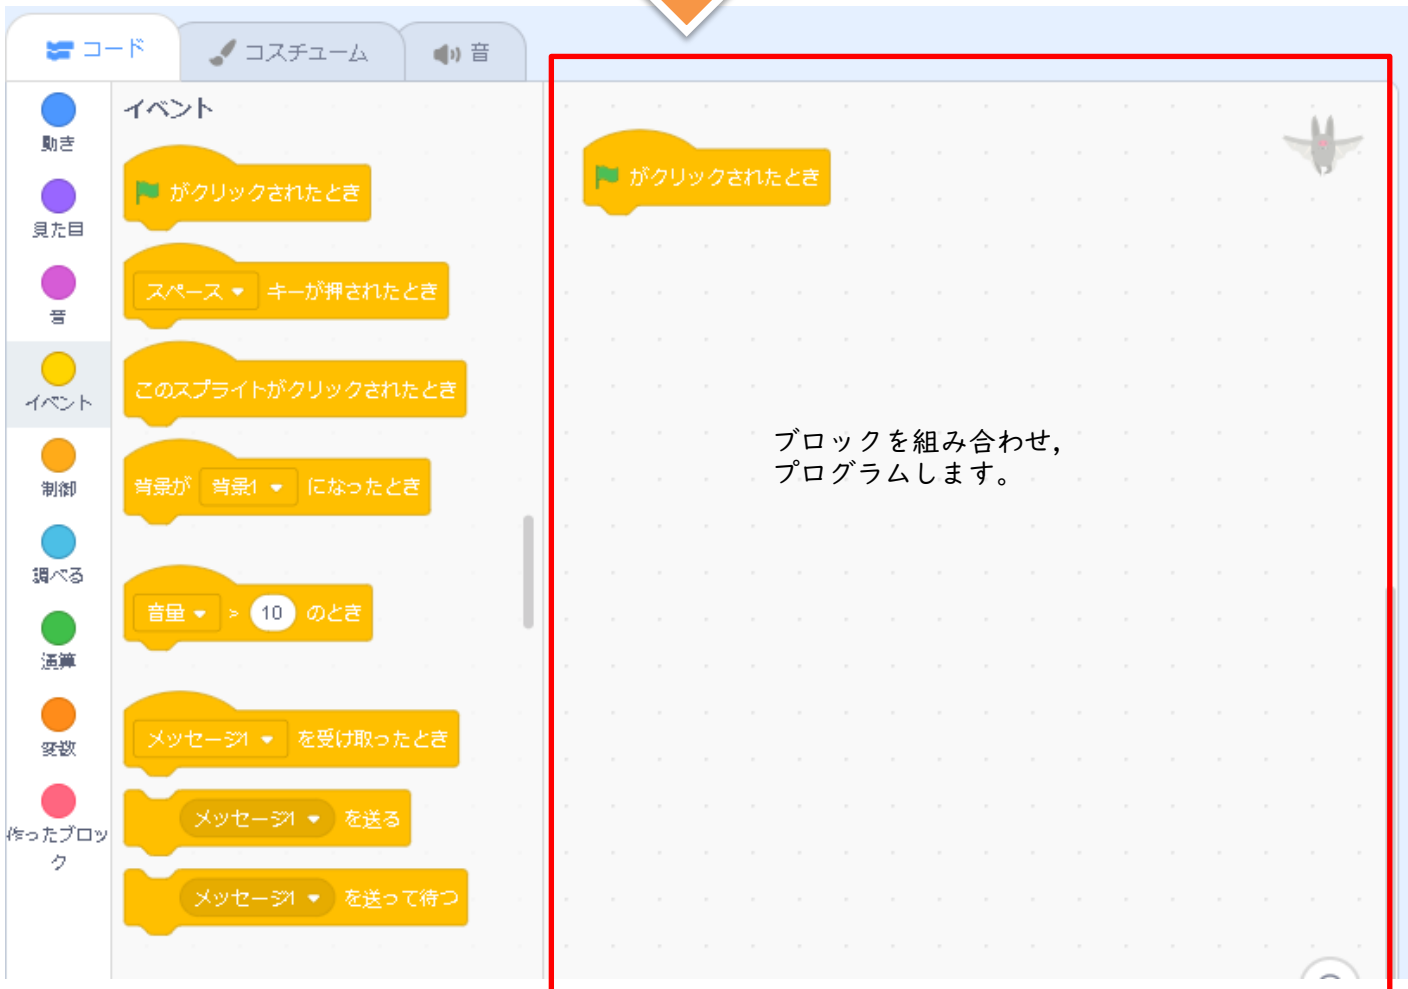 コード
コスチューム
音
動き
見た目
音
イベント
制御
調べる
演算
変数
作ったブロッ
ク
イベント
がクリックされたとき
スペース キーが押されたとき
このスプライトがクリックされたとき
背景が 背景1 になったとき
音量 > 10 のとき
メッセージ1 を受け取ったとき
メッセージ1 を送る
メッセージ1 を送って待つ
がクリックされたとき
ブロックを組み合わせ，
プログラムします。